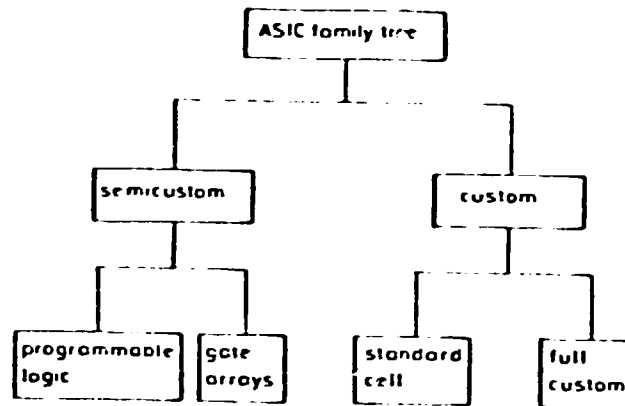 ASIC family tree
semicustom
custom
programmable
logic
gate
arrays
standard
cell
full
custom